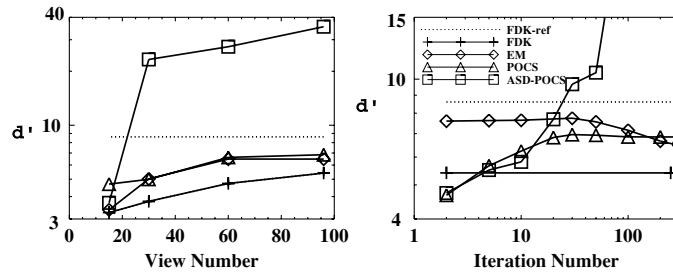 40
10
3
d'
0
20
40
60
80
100
View Number
15
10
4
d'
1
10
100
Iteration Number
FDK-ref
FDK
EM
POCS
ASD-POCS